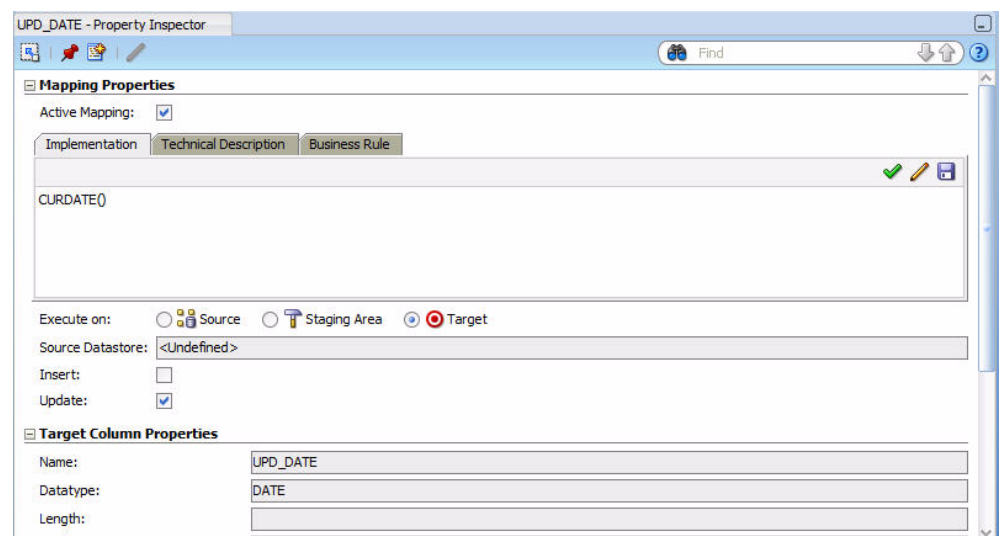 UPD_DATE - Property Inspector
Find
Mapping Properties
Active Mapping:
Implementation Technical Description Business Rule
CURDATE()
Execute on: Source Staging Area Target
Source Datastore: <Undefined>
Insert:
Update:
Target Column Properties
Name: UPD_DATE
Datatype: DATE
Length: